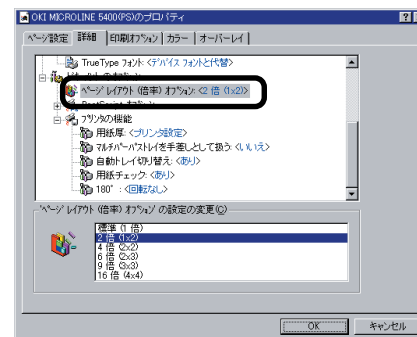 OKI MICROLINE 5400(PS)のプロパティ
ページ設定 詳細 印刷オプション カラー オーバーレイ
TrueType フォント: <デバイス フォントと代替>
ページ レイアウト (倍率) オプション: <2 倍 (1x2)>
プリンタの機能
用紙厚: <プリンタ設定>
マルチパーパストレイを手差しとして扱う: <いいえ>
自動トレイ切り替え: <あり>
用紙チェック: <あり>
180° : <回転なし>
'ページ レイアウト (倍率) オプション' の設定の変更(C)
標準 (1 倍)
2 倍 (1x2)
4 倍 (2x2)
6 倍 (2x3)
9 倍 (3x3)
16 倍 (4x4)
OK キャンセル